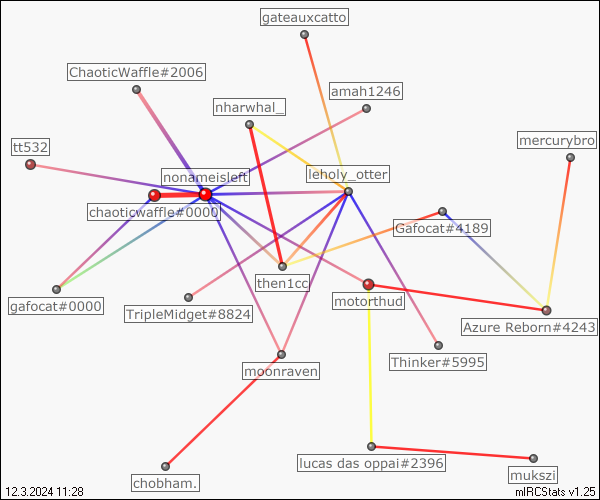 gateauxcatto
ChaoticWaffle#2006
amah1246
nharwhal_
mercurybro
tt532
nonameisleft
leholy_otter
chaoticwaffle#0000
Gafocat#4189
then1cc
gafocat#0000
motorthud
TripleMidget#8824
Azure Reborn#4243
Thinker#5995
moonraven
lucas das oppai#2396
mukszi
chobham.
12.3.2024 11:28
mIRCStats v1.25